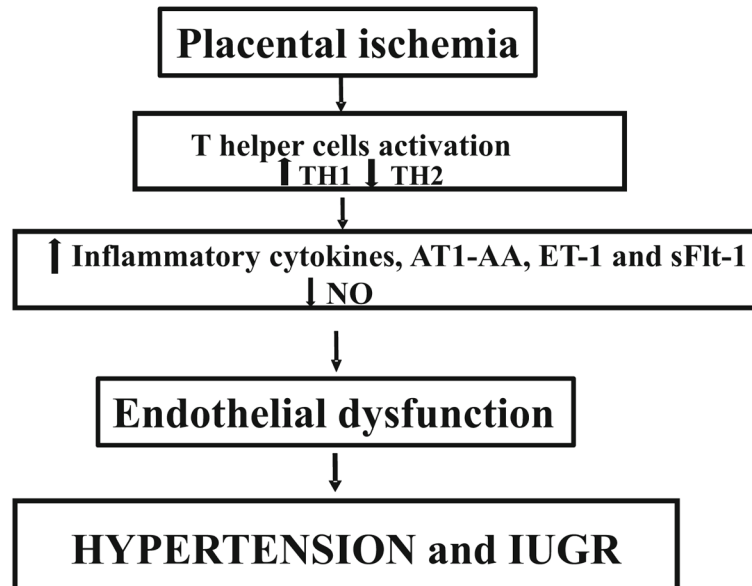 Placental ischemia
T helper cells activation
⬆ TH1 ⬇ TH2
⬆ Inflammatory cytokines, AT1-AA, ET-1 and sFlt-1
⬇ NO
Endothelial dysfunction
HYPERTENSION and IUGR